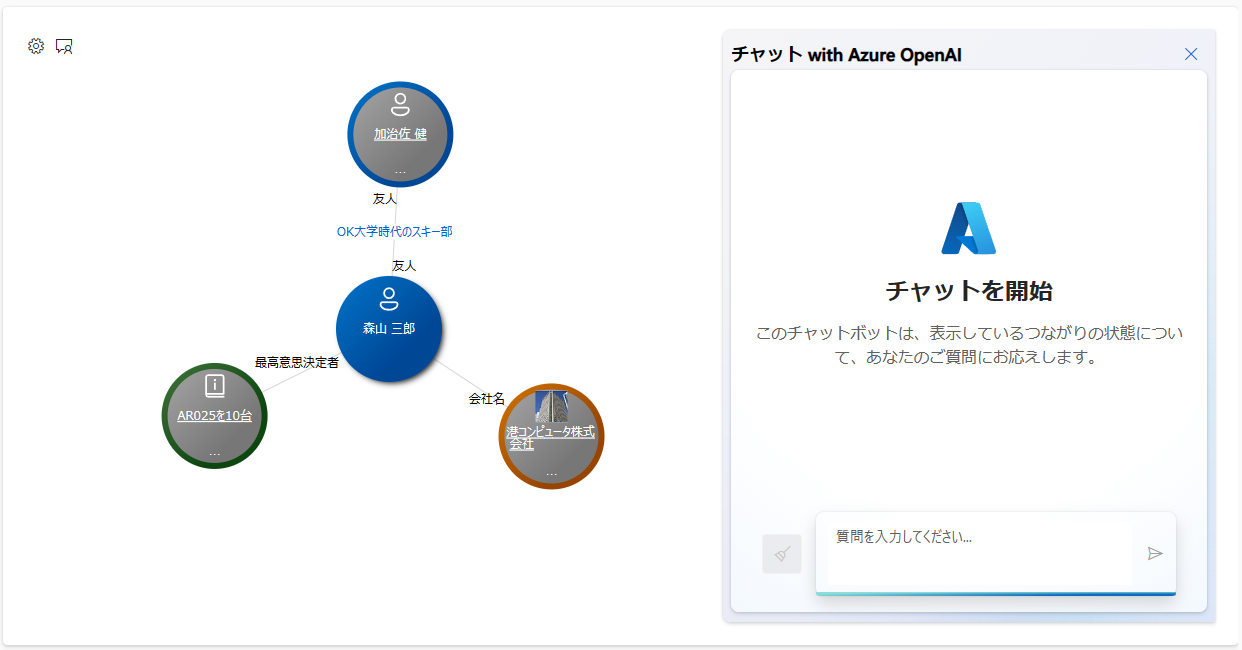 加治佐 健
...
友人
OK大学時代のスキー部
友人
森山 三郎
最高意思決定者
AR025を10台
...
会社名
港コンピュータ株式
会社
...
チャット with Azure OpenAI
チャットを開始
このチャットボットは、表示しているつながりの状態につい
て、あなたのご質問にお応えします。
質問を入力してください...